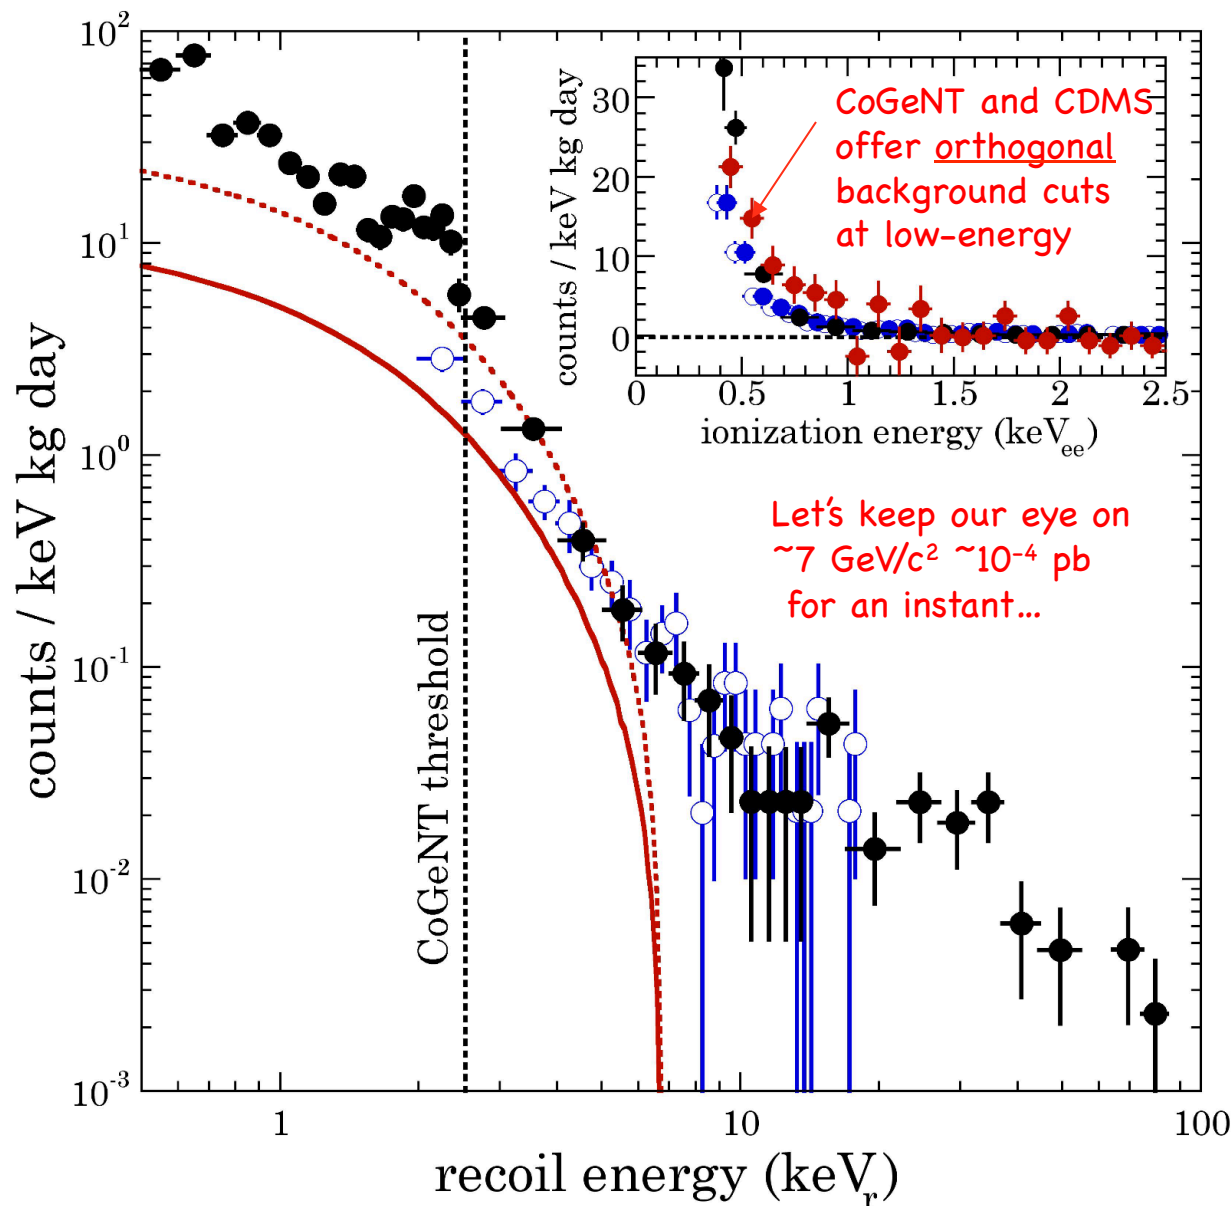 10²
10¹
10⁰
10⁻¹
10⁻²
10⁻³
counts / keV kg day
1
10
100
recoil energy (keVᵣ)
CoGeNT threshold
30
20
10
0
counts / keV kg day
0
0.5
1
1.5
2
2.5
ionization energy (keVₑₑ)
CoGeNT and CDMS
offer orthogonal
background cuts
at low-energy
Let's keep our eye on
~7 GeV/c² ~10⁻⁴ pb
for an instant...